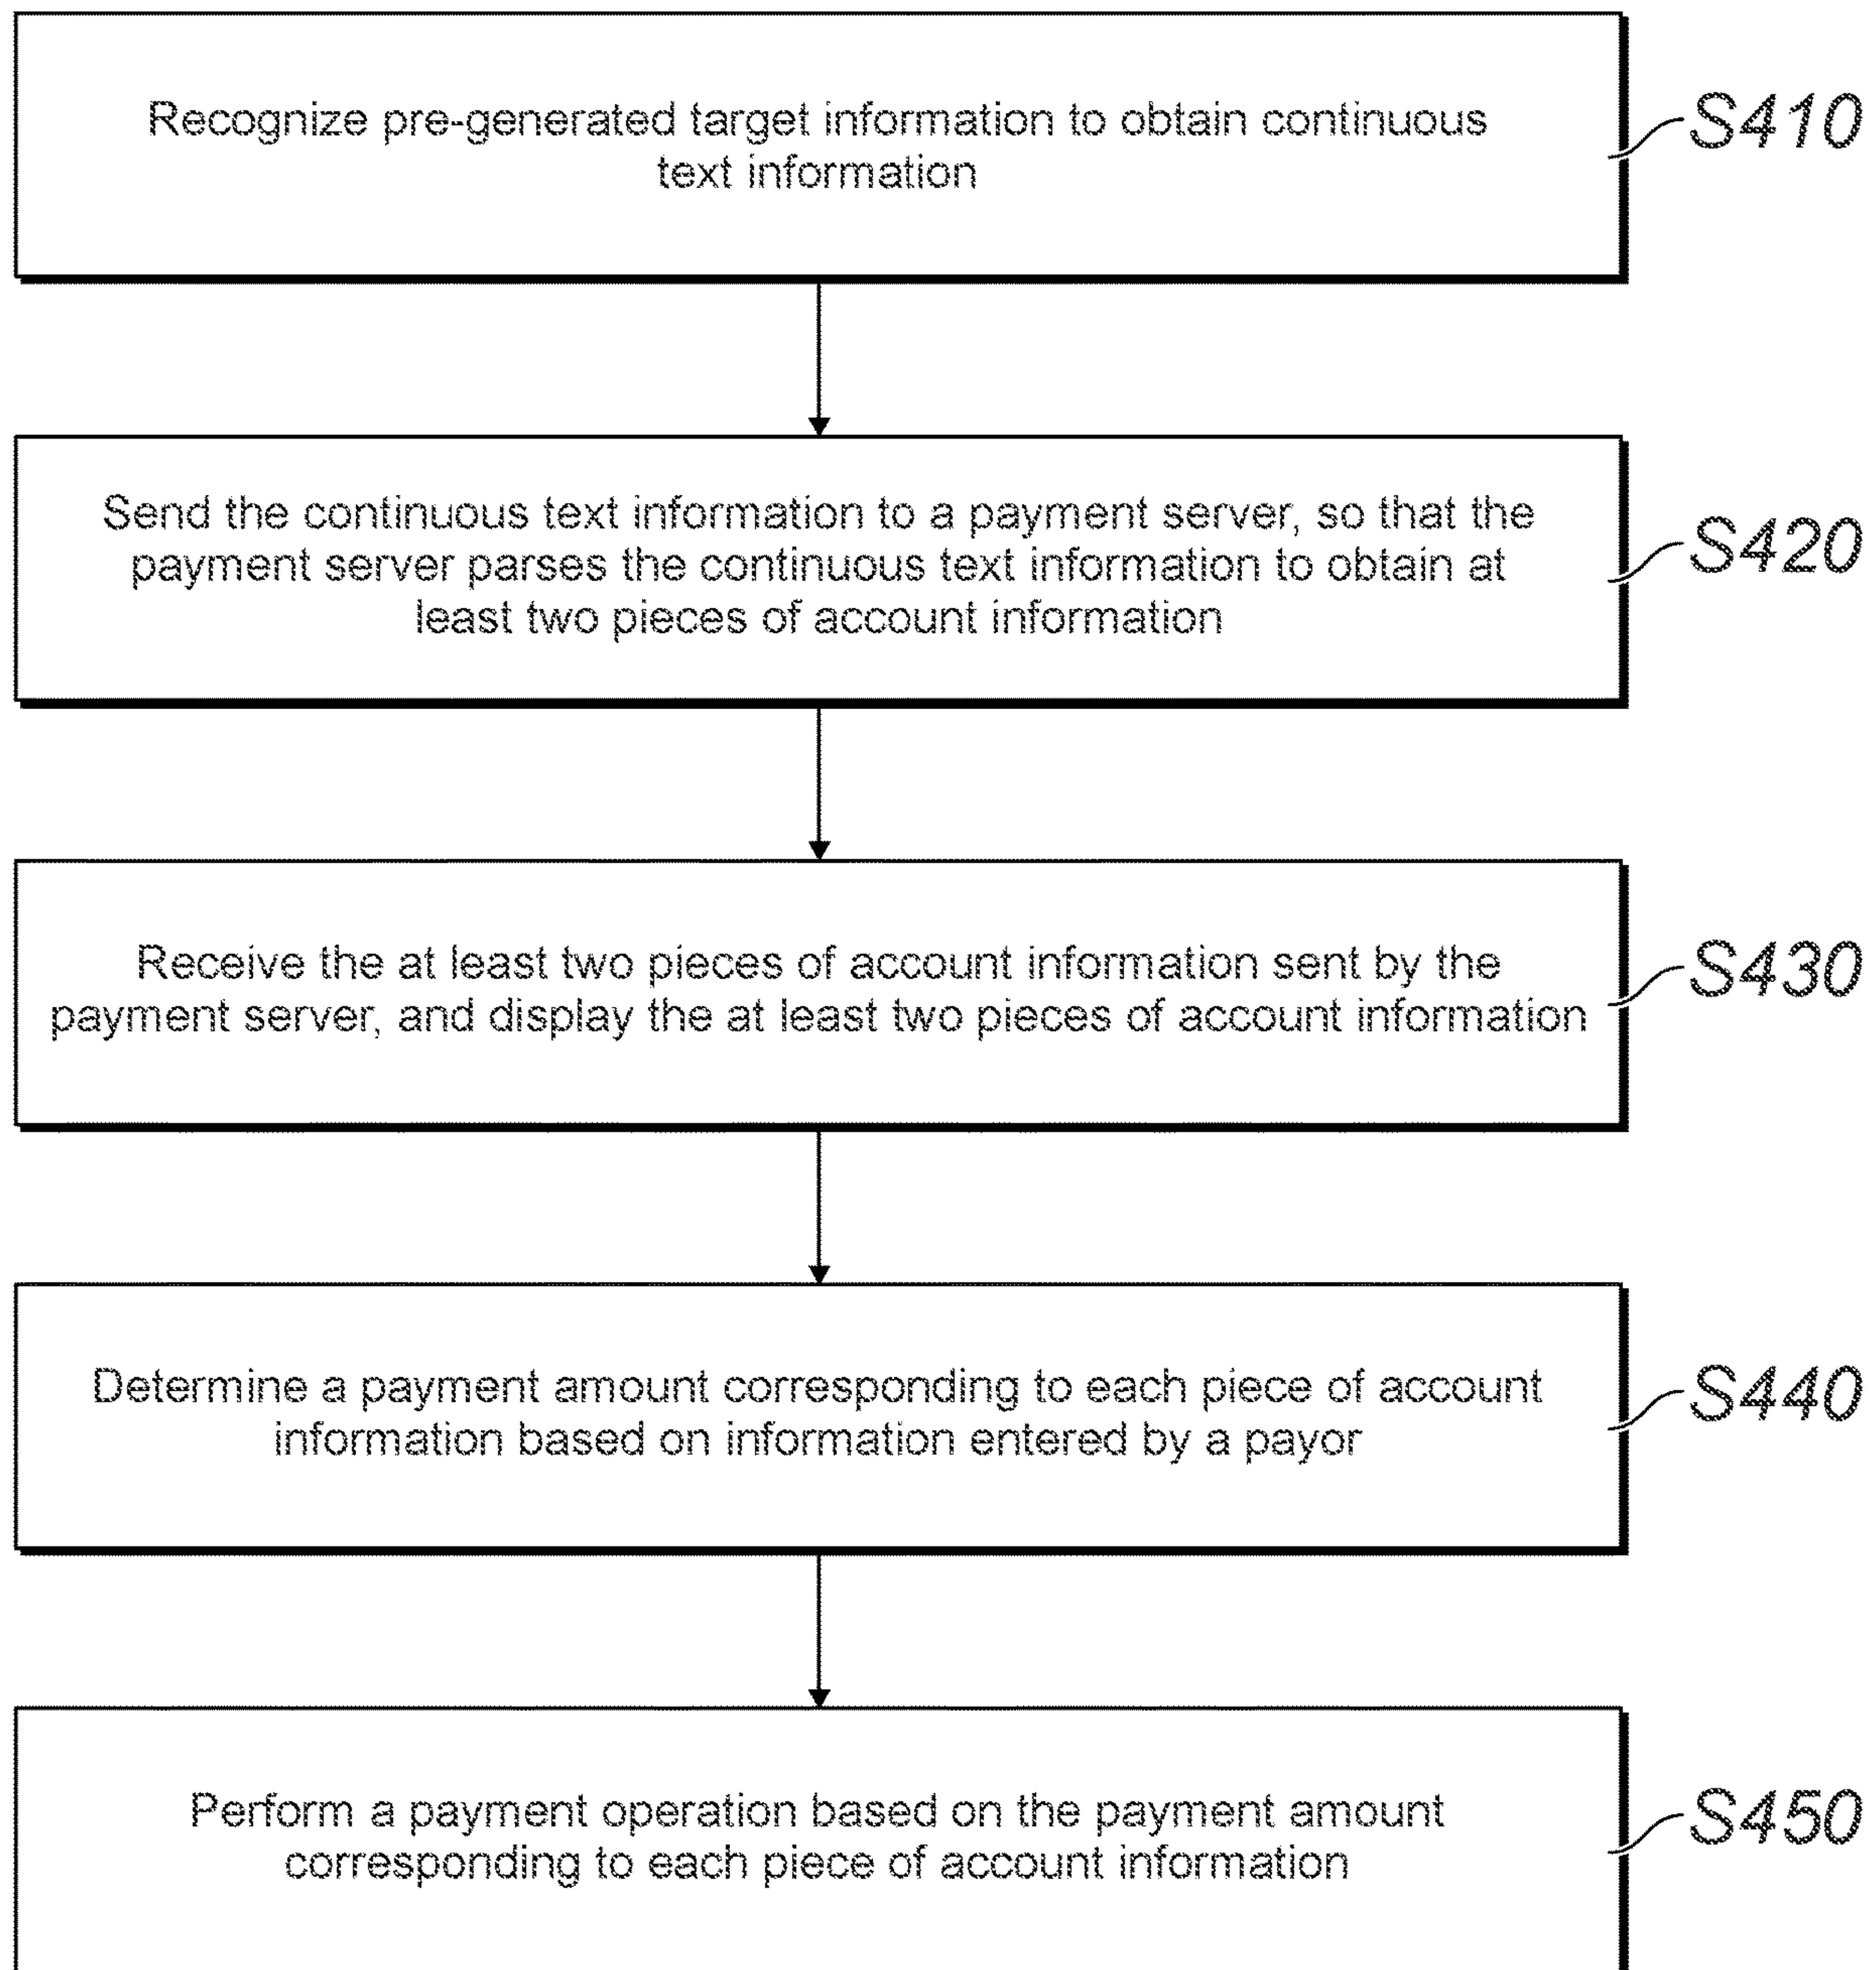 Recognize pre-generated target information to obtain continuous
text information
S410
Send the continuous text information to a payment server, so that the
payment server parses the continuous text information to obtain at
least two pieces of account information
S420
Receive the at least two pieces of account information sent by the
payment server, and display the at least two pieces of account information
S430
Determine a payment amount corresponding to each piece of account
information based on information entered by a payor
S440
Perform a payment operation based on the payment amount
corresponding to each piece of account information
S450